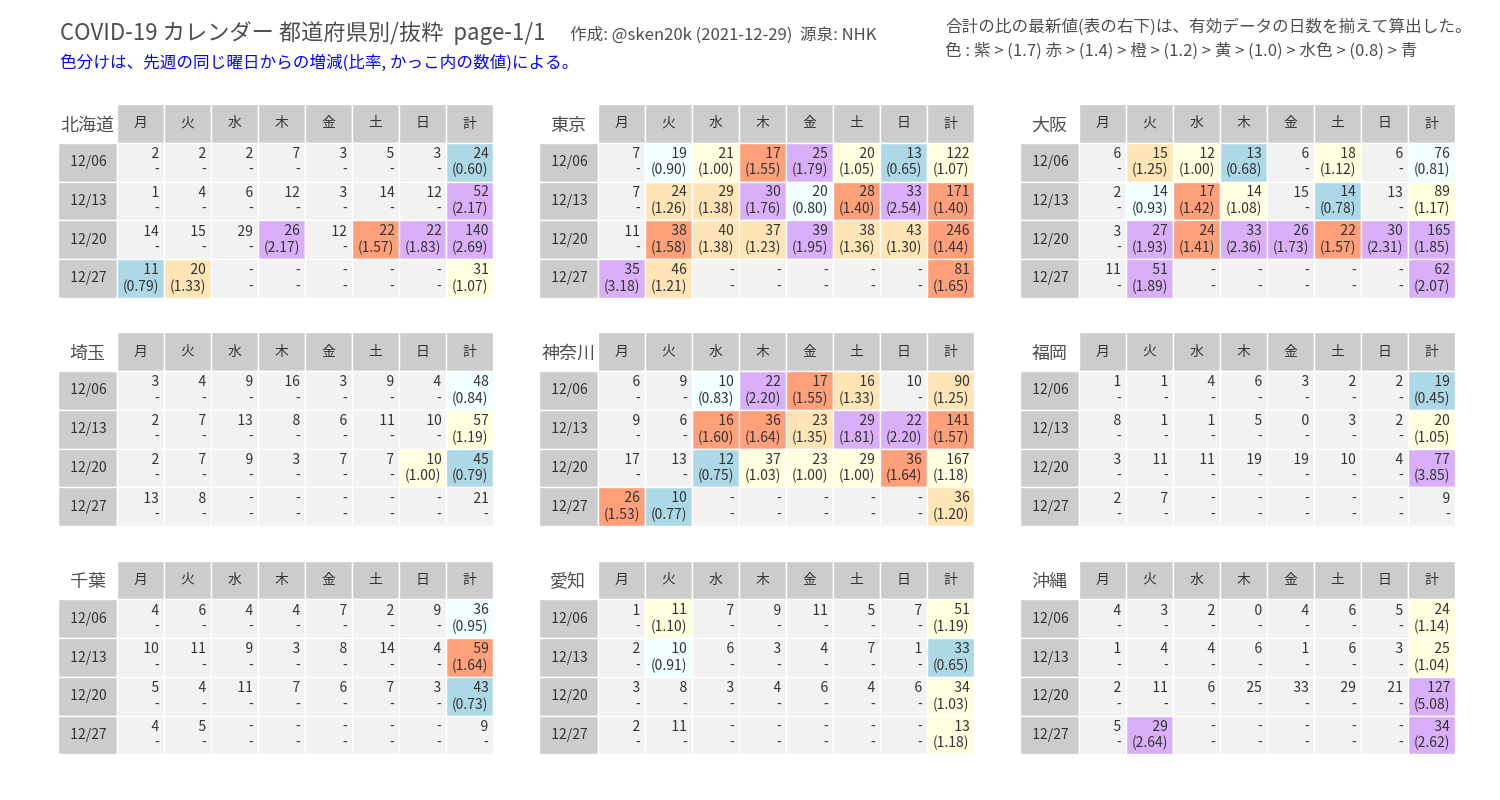 COVID-19 カレンダー 都道府県別/抜粋 page-1/1 作成: @sken20k (2021-12-29) 源泉: NHK
合計の比の最新値(表の右下)は、有効データの日数を揃えて算出した。
色分けは、先週の同じ曜日からの増減(比率, かっこ内の数値)による。
色 : 紫 > (1.7) 赤 > (1.4) 橙 > (1.2) 黄 > (1.0) > 水色 > (0.8) > 青
北海道 月 火 水 木 金 土 日 計
12/06 2 2 2 7 3 5 3 24
- - - - - - - (0.60)
12/13 1 4 6 12 3 14 12 52
- - - - - - - (2.17)
12/20 14 15 29 26 12 22 22 140
- - - (2.17) - (1.57) (1.83) (2.69)
12/27 11 20 - - - - - 31
(0.79) (1.33) - - - - - (1.07)
東京 月 火 水 木 金 土 日 計
12/06 7 19 21 17 25 20 13 122
- (0.90) (1.00) (1.55) (1.79) (1.05) (0.65) (1.07)
12/13 7 24 29 30 20 28 33 171
- (1.26) (1.38) (1.76) (0.80) (1.40) (2.54) (1.40)
12/20 11 38 40 37 39 38 43 246
- (1.58) (1.38) (1.23) (1.95) (1.36) (1.30) (1.44)
12/27 35 46 - - - - - 81
(3.18) (1.21) - - - - - (1.65)
大阪 月 火 水 木 金 土 日 計
12/06 6 15 12 13 6 18 6 76
- (1.25) (1.00) (0.68) - (1.12) - (0.81)
12/13 2 14 17 14 15 14 13 89
- (0.93) (1.42) (1.08) - (0.78) - (1.17)
12/20 3 27 24 33 26 22 30 165
- (1.93) (1.41) (2.36) (1.73) (1.57) (2.31) (1.85)
12/27 11 51 - - - - - 62
- (1.89) - - - - - (2.07)
埼玉 月 火 水 木 金 土 日 計
12/06 3 4 9 16 3 9 4 48
- - - - - - - (0.84)
12/13 2 7 13 8 6 11 10 57
- - - - - - - (1.19)
12/20 2 7 9 3 7 7 10 45
- - - - - - (1.00) (0.79)
12/27 13 8 - - - - - 21
- - - - - - - -
神奈川 月 火 水 木 金 土 日 計
12/06 6 9 10 22 17 16 10 90
- - (0.83) (2.20) (1.55) (1.33) - (1.25)
12/13 9 6 16 36 23 29 22 141
- - (1.60) (1.64) (1.35) (1.81) (2.20) (1.57)
12/20 17 13 12 37 23 29 36 167
- - (0.75) (1.03) (1.00) (1.00) (1.64) (1.18)
12/27 26 10 - - - - - 36
(1.53) (0.77) - - - - - (1.20)
福岡 月 火 水 木 金 土 日 計
12/06 1 1 4 6 3 2 2 19
- - - - - - - (0.45)
12/13 8 1 1 5 0 3 2 20
- - - - - - - (1.05)
12/20 3 11 11 19 19 10 4 77
- - - - - - - (3.85)
12/27 2 7 - - - - - 9
- - - - - - - -
千葉 月 火 水 木 金 土 日 計
12/06 4 6 4 4 7 2 9 36
- - - - - - - (0.95)
12/13 10 11 9 3 8 14 4 59
- - - - - - - (1.64)
12/20 5 4 11 7 6 7 3 43
- - - - - - - (0.73)
12/27 4 5 - - - - - 9
- - - - - - - -
愛知 月 火 水 木 金 土 日 計
12/06 1 11 7 9 11 5 7 51
- (1.10) - - - - - (1.19)
12/13 2 10 6 3 4 7 1 33
- (0.91) - - - - - (0.65)
12/20 3 8 3 4 6 4 6 34
- - - - - - - (1.03)
12/27 2 11 - - - - - 13
- - - - - - - (1.18)
沖縄 月 火 水 木 金 土 日 計
12/06 4 3 2 0 4 6 5 24
- - - - - - - (1.14)
12/13 1 4 4 6 1 6 3 25
- - - - - - - (1.04)
12/20 2 11 6 25 33 29 21 127
- - - - - - - (5.08)
12/27 5 29 - - - - - 34
- (2.64) - - - - - (2.62)